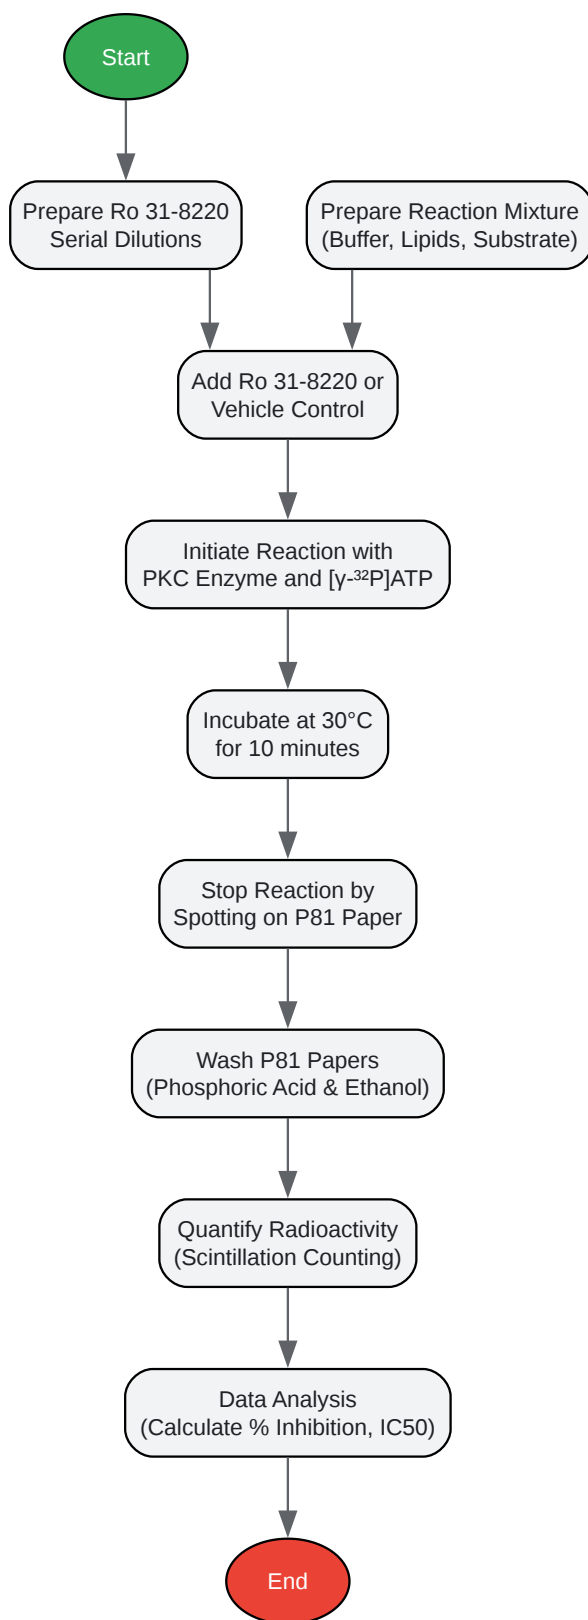 Start
Prepare Ro 31-8220
Serial Dilutions
Prepare Reaction Mixture
(Buffer, Lipids, Substrate)
Add Ro 31-8220 or
Vehicle Control
Initiate Reaction with
PKC Enzyme and [γ-³²P]ATP
Incubate at 30°C
for 10 minutes
Stop Reaction by
Spotting on P81 Paper
Wash P81 Papers
(Phosphoric Acid & Ethanol)
Quantify Radioactivity
(Scintillation Counting)
Data Analysis
(Calculate % Inhibition, IC50)
End